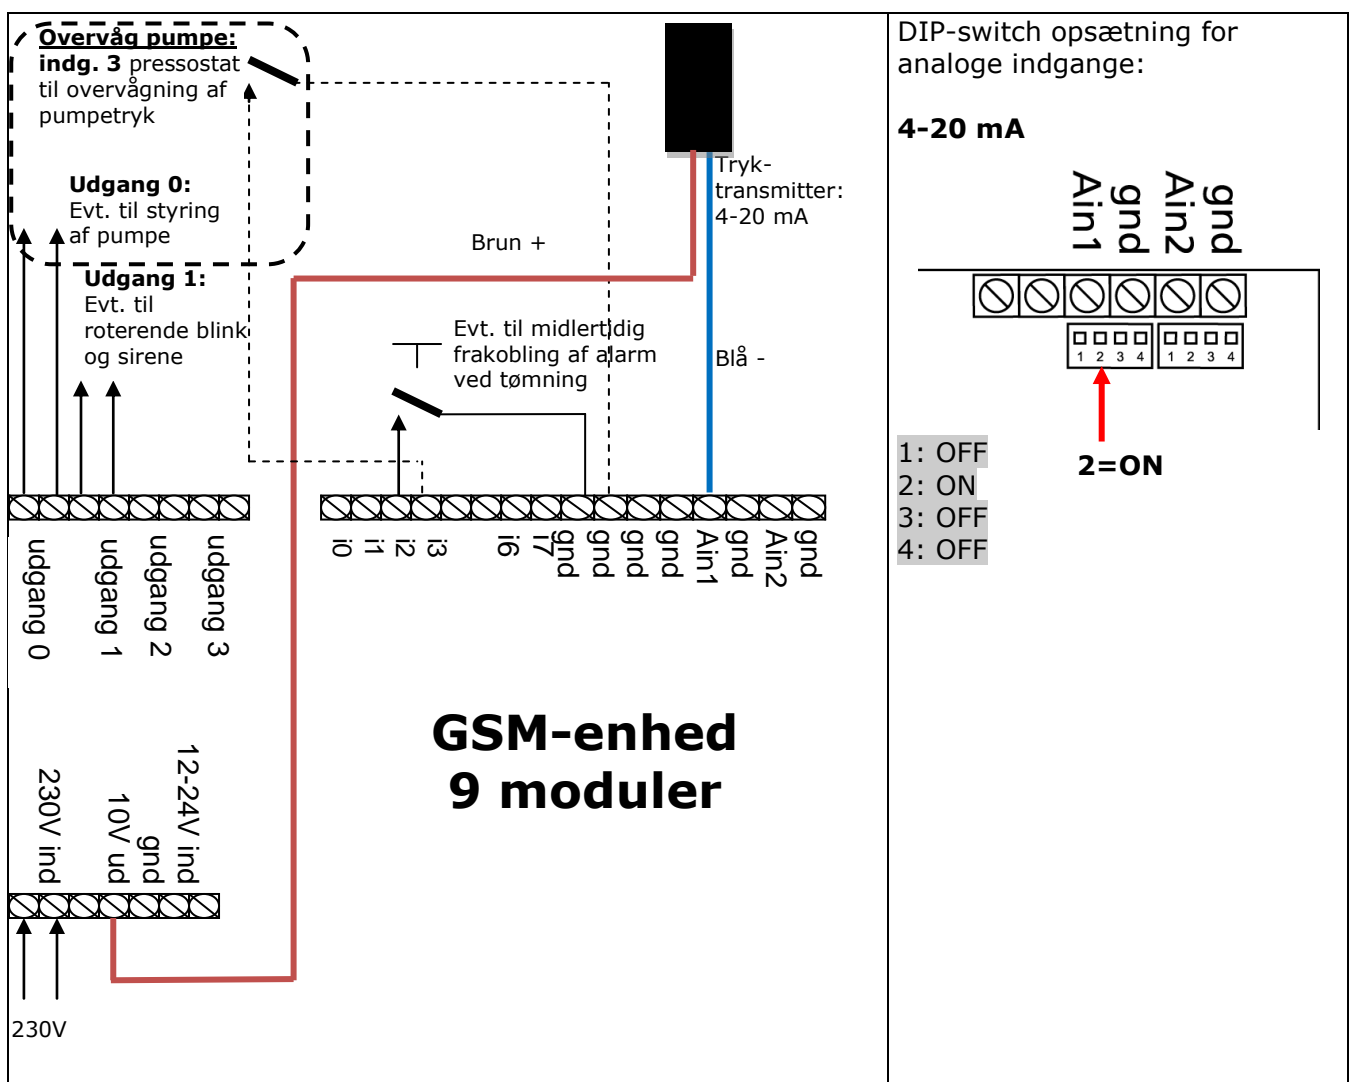 Overvåg pumpe:
indg. 3 pressostat
til overvågning af
pumpetryk
Udgang 0:
Evt. til styring
af pumpe
Udgang 1:
Evt. til
roterende blink
og sirene
Brun +
Tryk-
transmitter:
4-20 mA
Evt. til midlertidig
frakobling af alarm
ved tømning
Blå -
udgang 0
udgang 1
udgang 2
udgang 3
i0
i1
i2
i3
i6
i7
gnd
gnd
gnd
gnd
Ain1
gnd
Ain2
gnd
GSM-enhed
9 moduler
230V ind
10V ud
gnd
12-24V ind
230V
DIP-switch opsætning for
analoge indgange:
4-20 mA
Ain1
gnd
Ain2
gnd
1 2 3 4
1 2 3 4
2=ON
1: OFF
2: ON
3: OFF
4: OFF